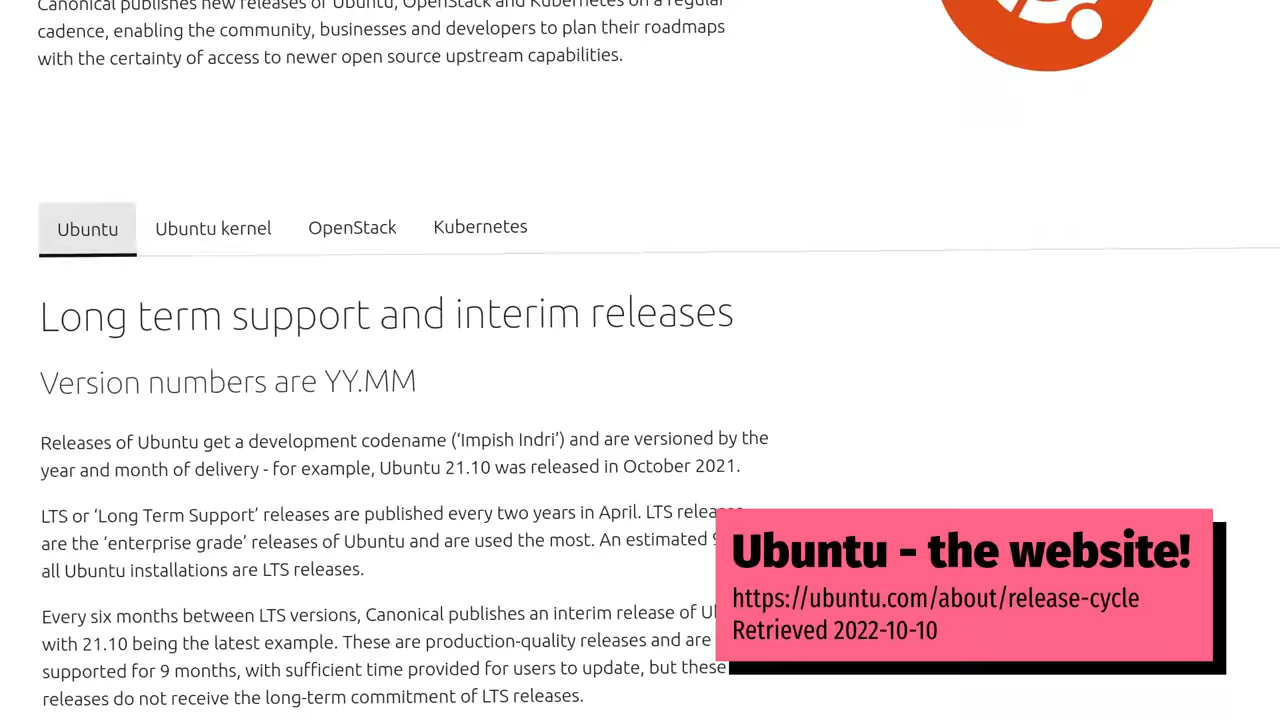 Canonical publishes new releases of Ubuntu, OpenStack and Kubernetes on a regular
cadence, enabling the community, businesses and developers to plan their roadmaps
with the certainty of access to newer open source upstream capabilities.
Ubuntu Ubuntu kernel OpenStack Kubernetes
Long term support and interim releases
Version numbers are YY.MM
Releases of Ubuntu get a development codename (‘Impish Indri’) and are versioned by the
year and month of delivery - for example, Ubuntu 21.10 was released in October 2021.
LTS or ‘Long Term Support’ releases are published every two years in April. LTS releases
are the ‘enterprise grade’ releases of Ubuntu and are used the most. An estimated
all Ubuntu installations are LTS releases.
Every six months between LTS versions, Canonical publishes an interim release of
with 21.10 being the latest example. These are production-quality releases and are
supported for 9 months, with sufficient time provided for users to update, but these
releases do not receive the long-term commitment of LTS releases.
Ubuntu - the website!
https://ubuntu.com/about/release-cycle
Retrieved 2022-10-10